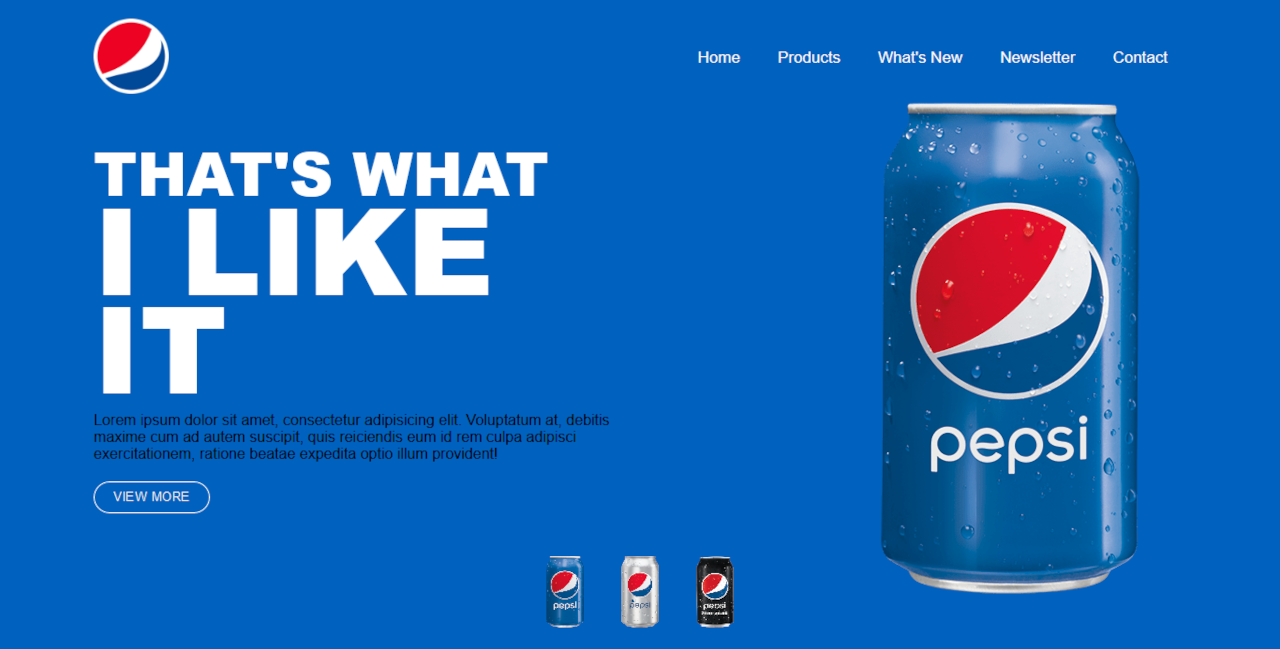 Home Products What's New Newsletter Contact
THAT'S WHAT
I LIKE
IT
Lorem ipsum dolor sit amet, consectetur adipisicing elit. Voluptatum at, debitis
maxime cum ad autem suscipit, quis reiciendis eum id rem culpa adipisci
exercitationem, ratione beatae expedita optio illum provident!
VIEW MORE
pepsi
pepsi
pepsi
pepsi